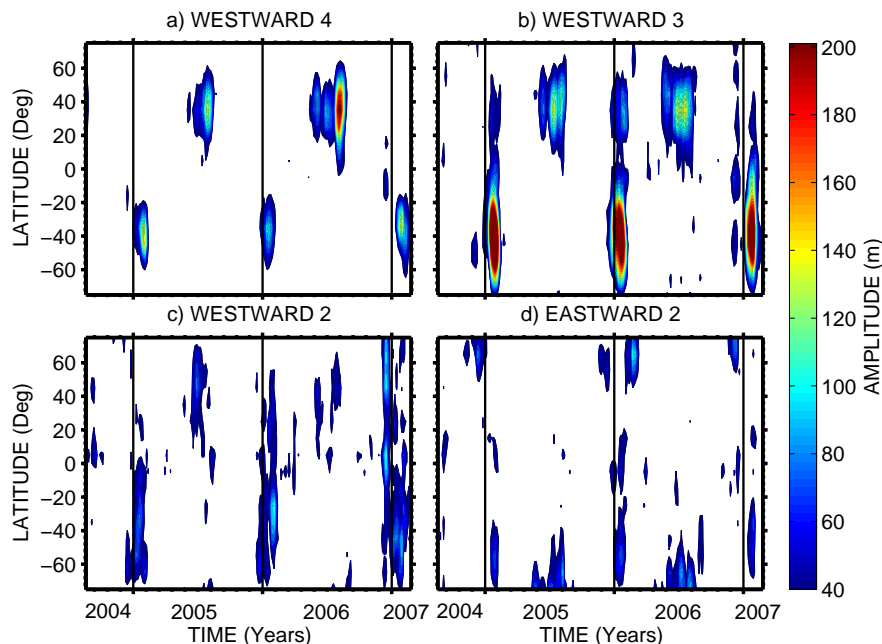 a) WESTWARD 4
b) WESTWARD 3
60
40
20
0
−20
−40
−60
LATITUDE (Deg)
200
180
160
140
120
100
80
60
40
AMPLITUDE (m)
c) WESTWARD 2
d) EASTWARD 2
60
40
20
0
−20
−40
−60
LATITUDE (Deg)
2004 2005 2006 2007
2004 2005 2006 2007
TIME (Years)
TIME (Years)